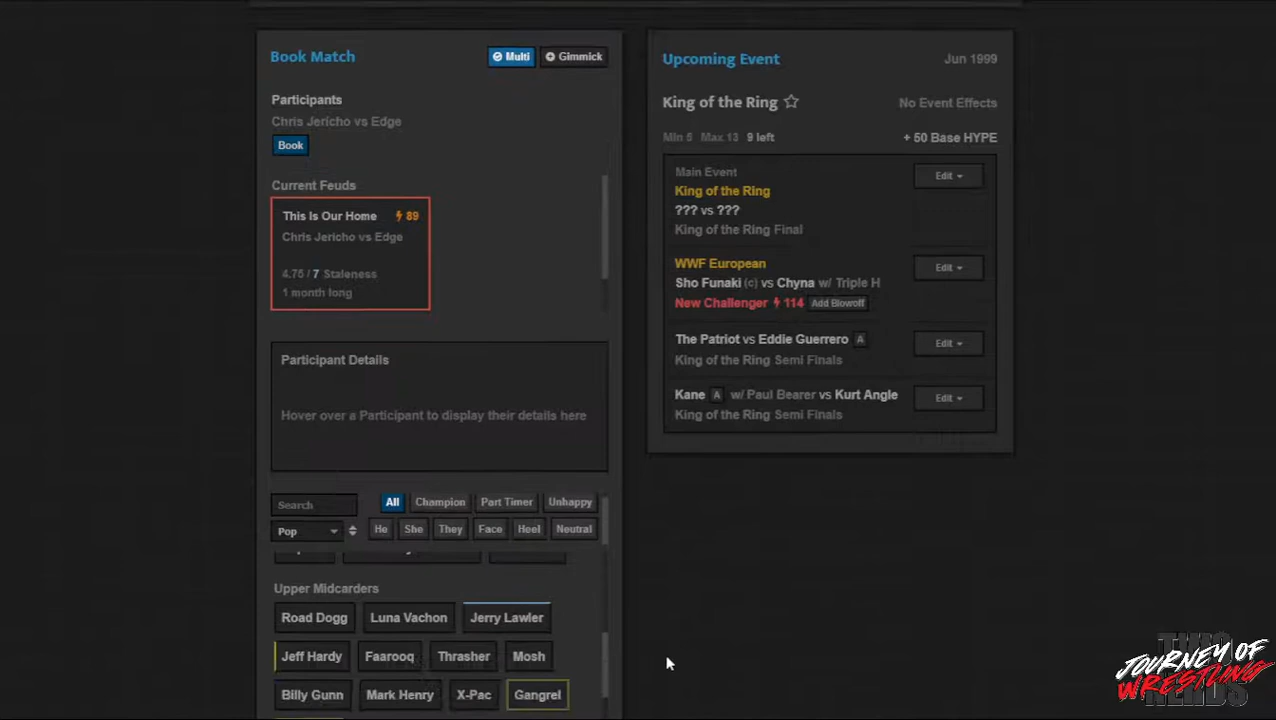 Book Match
Multi
Gimmick
Participants
Chris Jericho vs Edge
Book
Current Feuds
This Is Our Home 89
Chris Jericho vs Edge
4.75 / 7 Staleness
1 month long
Participant Details
Hover over a Participant to display their details here
Search
All
Champion
Part Timer
Unhappy
Pop
He
She
They
Face
Heel
Neutral
Upper Midcarders
Road Dogg
Luna Vachon
Jerry Lawler
Jeff Hardy
Faarooq
Thrasher
Mosh
Billy Gunn
Mark Henry
X-Pac
Gangrel
Upcoming Event
Jun 1999
King of the Ring
No Event Effects
Min 5 Max 13 9 left
+ 50 Base HYPE
Main Event
Edit
King of the Ring
??? vs ???
King of the Ring Final
WWF European
Edit
Sho Funaki (c) vs Chyna w/ Triple H
New Challenger 114 Add Blowoff
The Patriot vs Eddie Guerrero A
Edit
King of the Ring Semi Finals
Kane A w/ Paul Bearer vs Kurt Angle
Edit
King of the Ring Semi Finals
JOURNEY OF
WRESTLING
NERDS